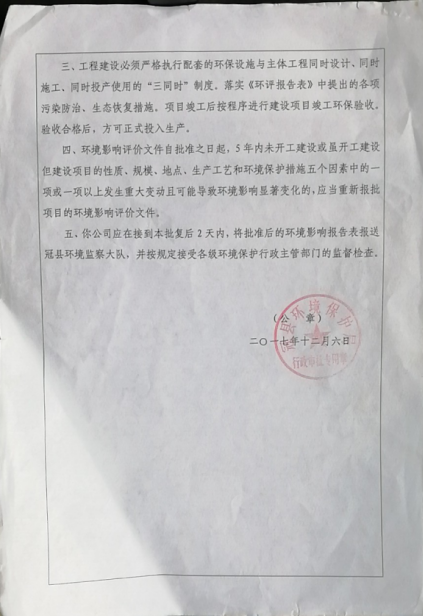 三、工程建设必须严格执行配套的环保设施与主体工程同时设计、同时
施工、同时投产使用的“三同时”制度。落实《环评报告表》中提出的各项
污染防治、生态恢复措施。项目竣工后按程序进行建设项目竣工环保验收。
验收合格后，方可正式投入生产。
四、环境影响评价文件自批准之日起，5年内未开工建设或虽开工建设
但建设项目的性质、规模、地点、生产工艺和环境保护措施五个因素中的一
项或一项以上发生重大变动且可能导致环境影响显著变化的，应当重新报批
项目的环境影响评价文件。
五、你公司应在接到本批复后2天内，将批准后的环境影响报告表报送
冠县环境监察大队，并按规定接受各级环境保护行政主管部门的监督检查。
（公 章）
二〇一七年十二月六日
县环境保护
行政